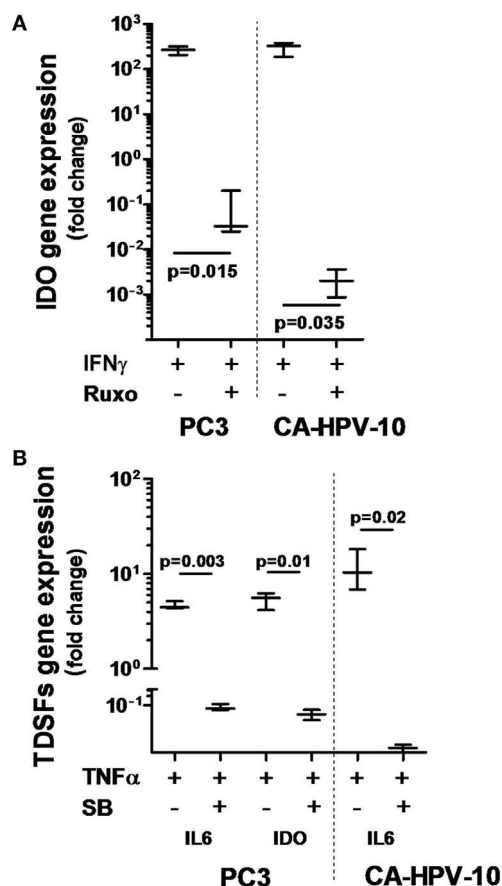 A
IDO gene expression
(fold change)
10³
10²
10¹
10⁰
10⁻¹
10⁻²
10⁻³
p=0.015
p=0.035
IFNγ + + + +
Ruxo - + - +
PC3 CA-HPV-10
B
TDSFs gene expression
(fold change)
10²
10¹
10⁰
10⁻¹
p=0.003
p=0.01
p=0.02
TNFα + + + + + +
SB - + - + - +
IL6 IDO IL6
PC3 CA-HPV-10